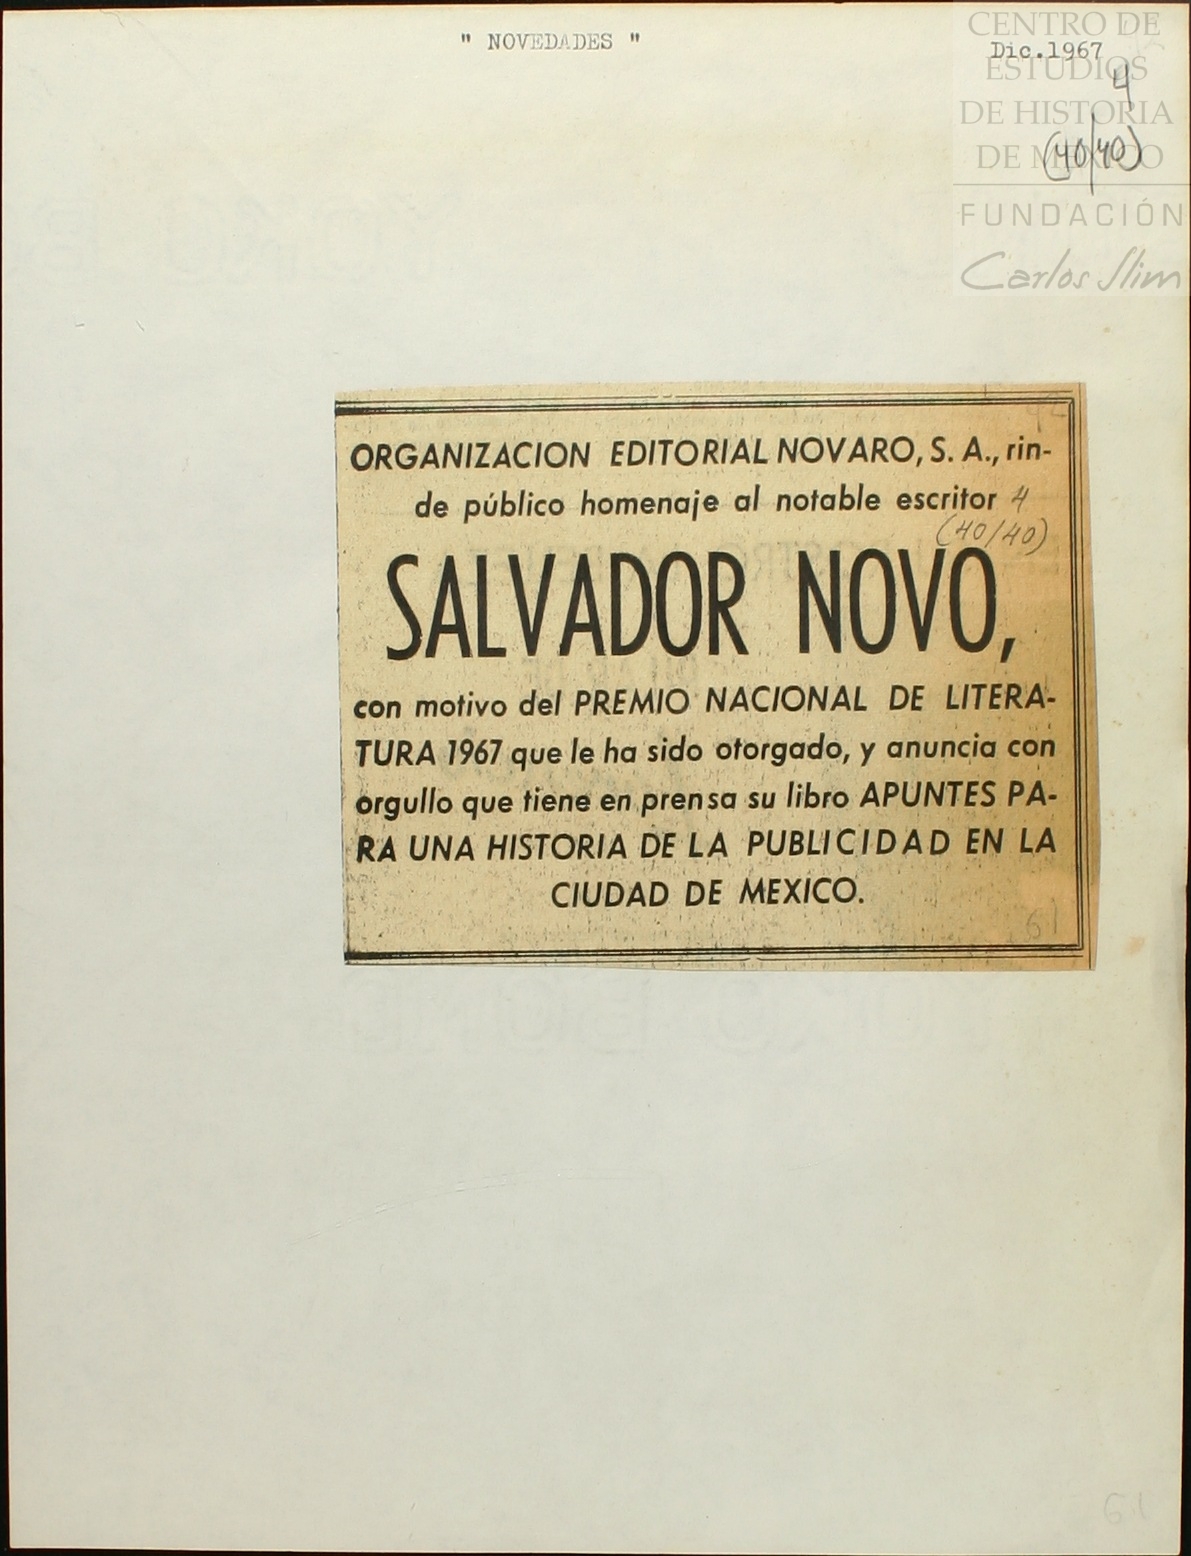 " NOVEDADES "
Dic.1967
CENTRO DE
ESTUDIOS
DE HISTORIA
DE MÉXICO
FUNDACIÓN
Carlos Slim
4
(40/40)
ORGANIZACION EDITORIAL NOVARO, S. A., rin-
de público homenaje al notable escritor 4
(40/40)
SALVADOR NOVO,
con motivo del PREMIO NACIONAL DE LITERA-
TURA 1967 que le ha sido otorgado, y anuncia con
orgullo que tiene en prensa su libro APUNTES PA-
RA UNA HISTORIA DE LA PUBLICIDAD EN LA
CIUDAD DE MEXICO.
61
61